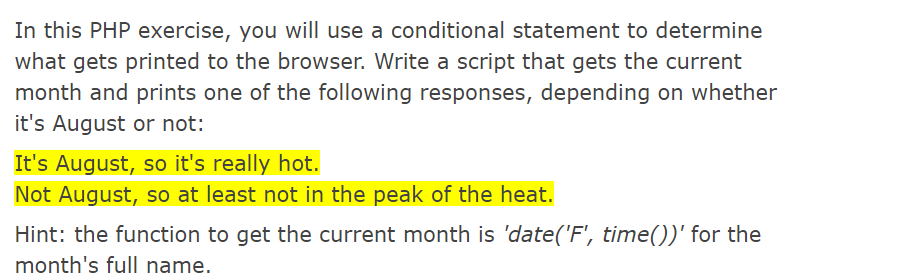 In this PHP exercise, you will use a conditional statement to determine
what gets printed to the browser. Write a script that gets the current
month and prints one of the following responses, depending on whether
it's August or not:
It's August, so it's really hot.
Not August, so at least not in the peak of the heat.
Hint: the function to get the current month is 'date('F', time())' for the
month's full name.